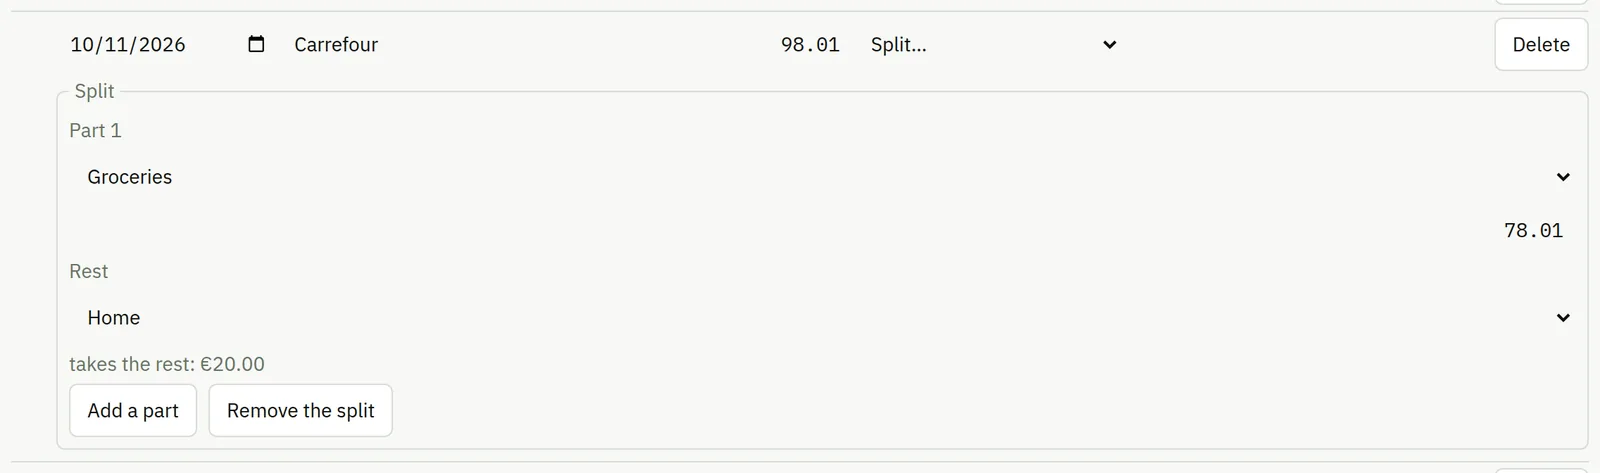 10/11/2026 Carrefour 98.01 Split... Delete
Split
Part 1
Groceries
78.01
Rest
Home
takes the rest: €20.00
Add a part Remove the split